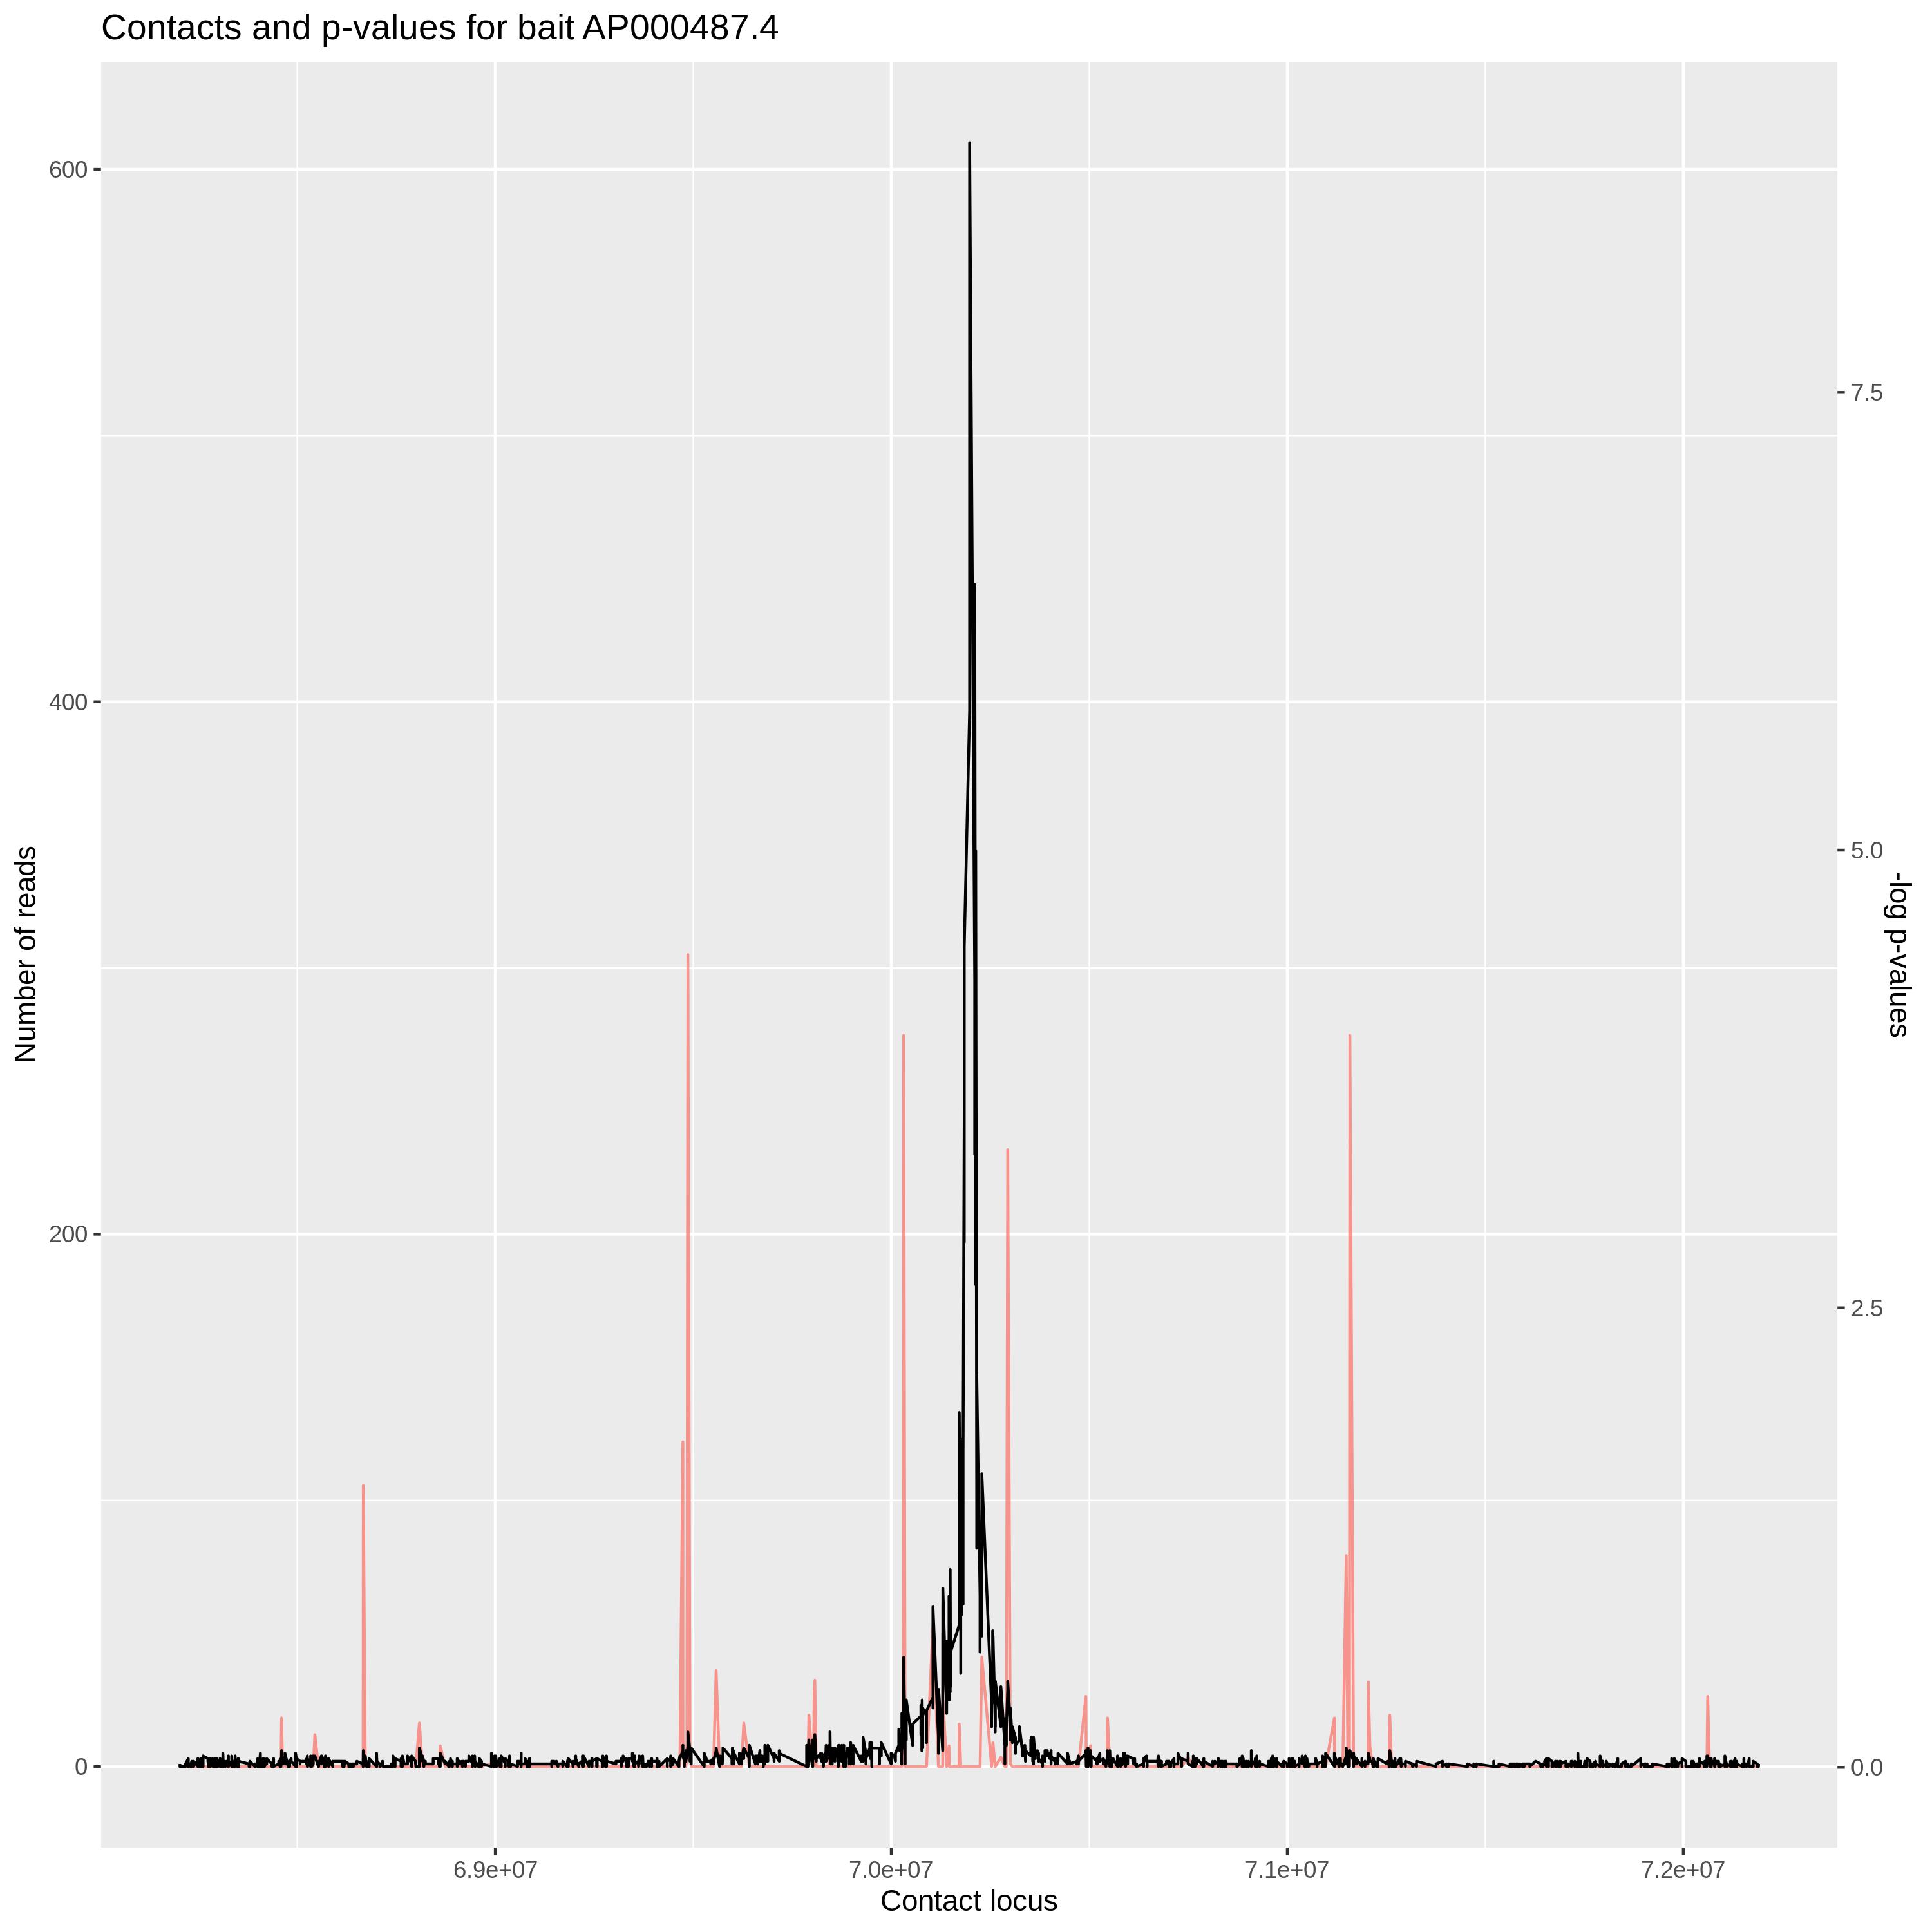 Contacts and p-values for bait AP000487.4
600
400
200
0
7.5
5.0
2.5
0.0
Number of reads
-log p-values
6.9e+07
7.0e+07
7.1e+07
7.2e+07
Contact locus